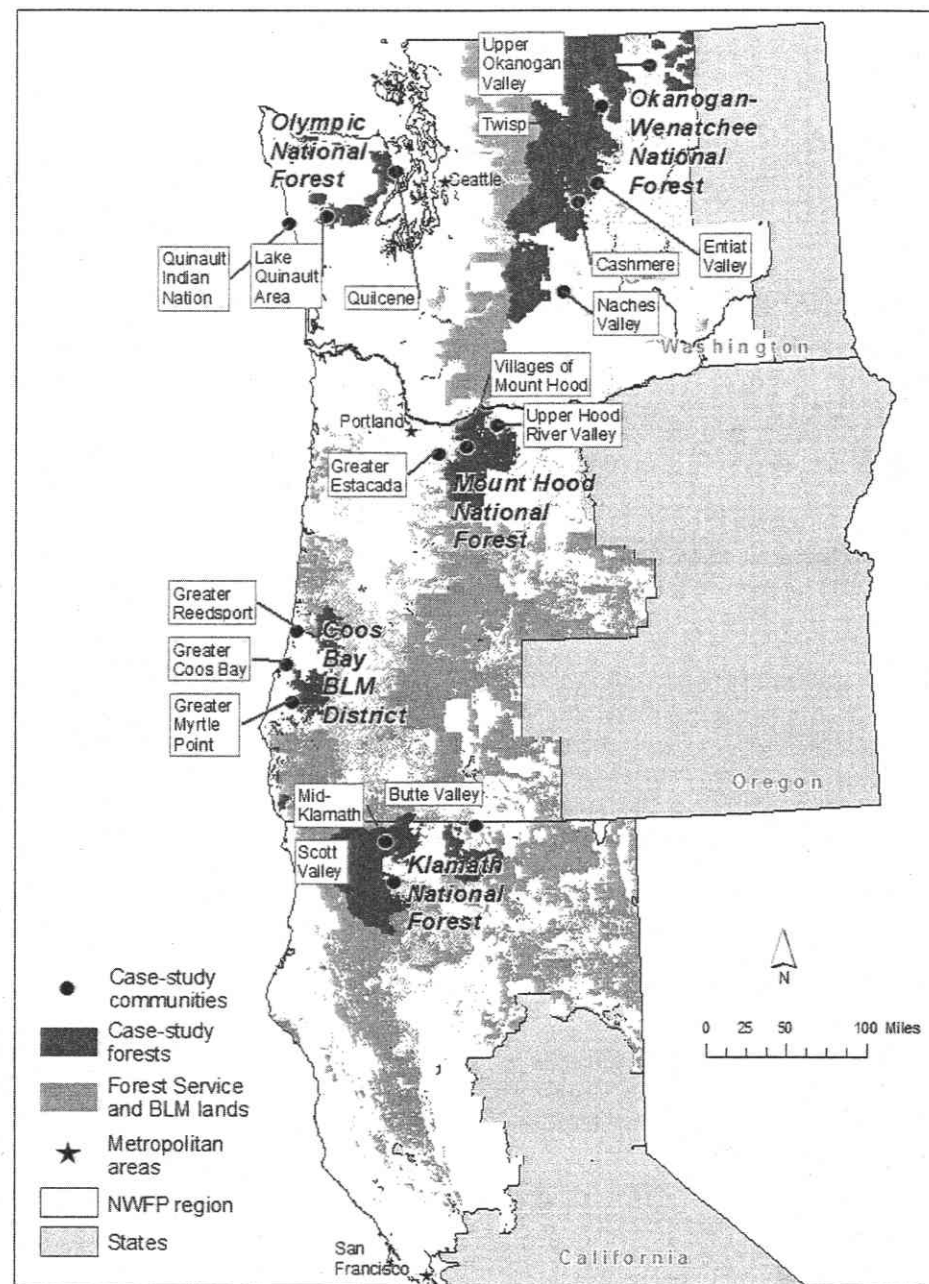 Upper
Okanogan
Valley
Twisp
Okanogan-
Wenatchee
National
Forest
Olympic
National
Forest
Seattle
Quinault
Indian
Nation
Lake
Quinault
Area
Quilcene
Cashmere
Entiat
Valley
Naches
Valley
Washington
Villages of
Mount Hood
Portland
Upper Hood
River Valley
Greater
Estacada
Mount Hood
National
Forest
Greater
Reedsport
Greater
Coos Bay
Greater
Myrtle
Point
Coos
Bay
BLM
District
Oregon
Mid-
Klamath
Butte Valley
Scott
Valley
Klamath
National
Forest
N
0 25 50 100 Miles
Case-study
communities
Case-study
forests
Forest Service
and BLM lands
Metropolitan
areas
NWFP region
States
San
Francisco
California